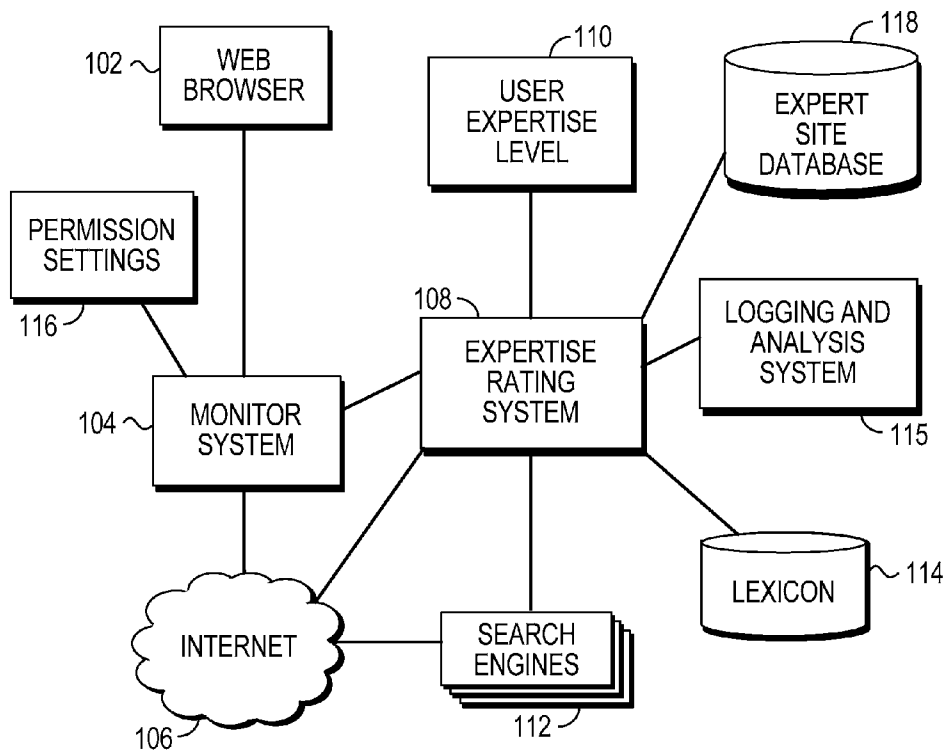 102
WEB
BROWSER
110
USER
EXPERTISE
LEVEL
118
EXPERT
SITE
DATABASE
PERMISSION
SETTINGS
116
108
EXPERTISE
RATING
SYSTEM
LOGGING AND
ANALYSIS
SYSTEM
115
104
MONITOR
SYSTEM
INTERNET
106
SEARCH
ENGINES
112
LEXICON
114